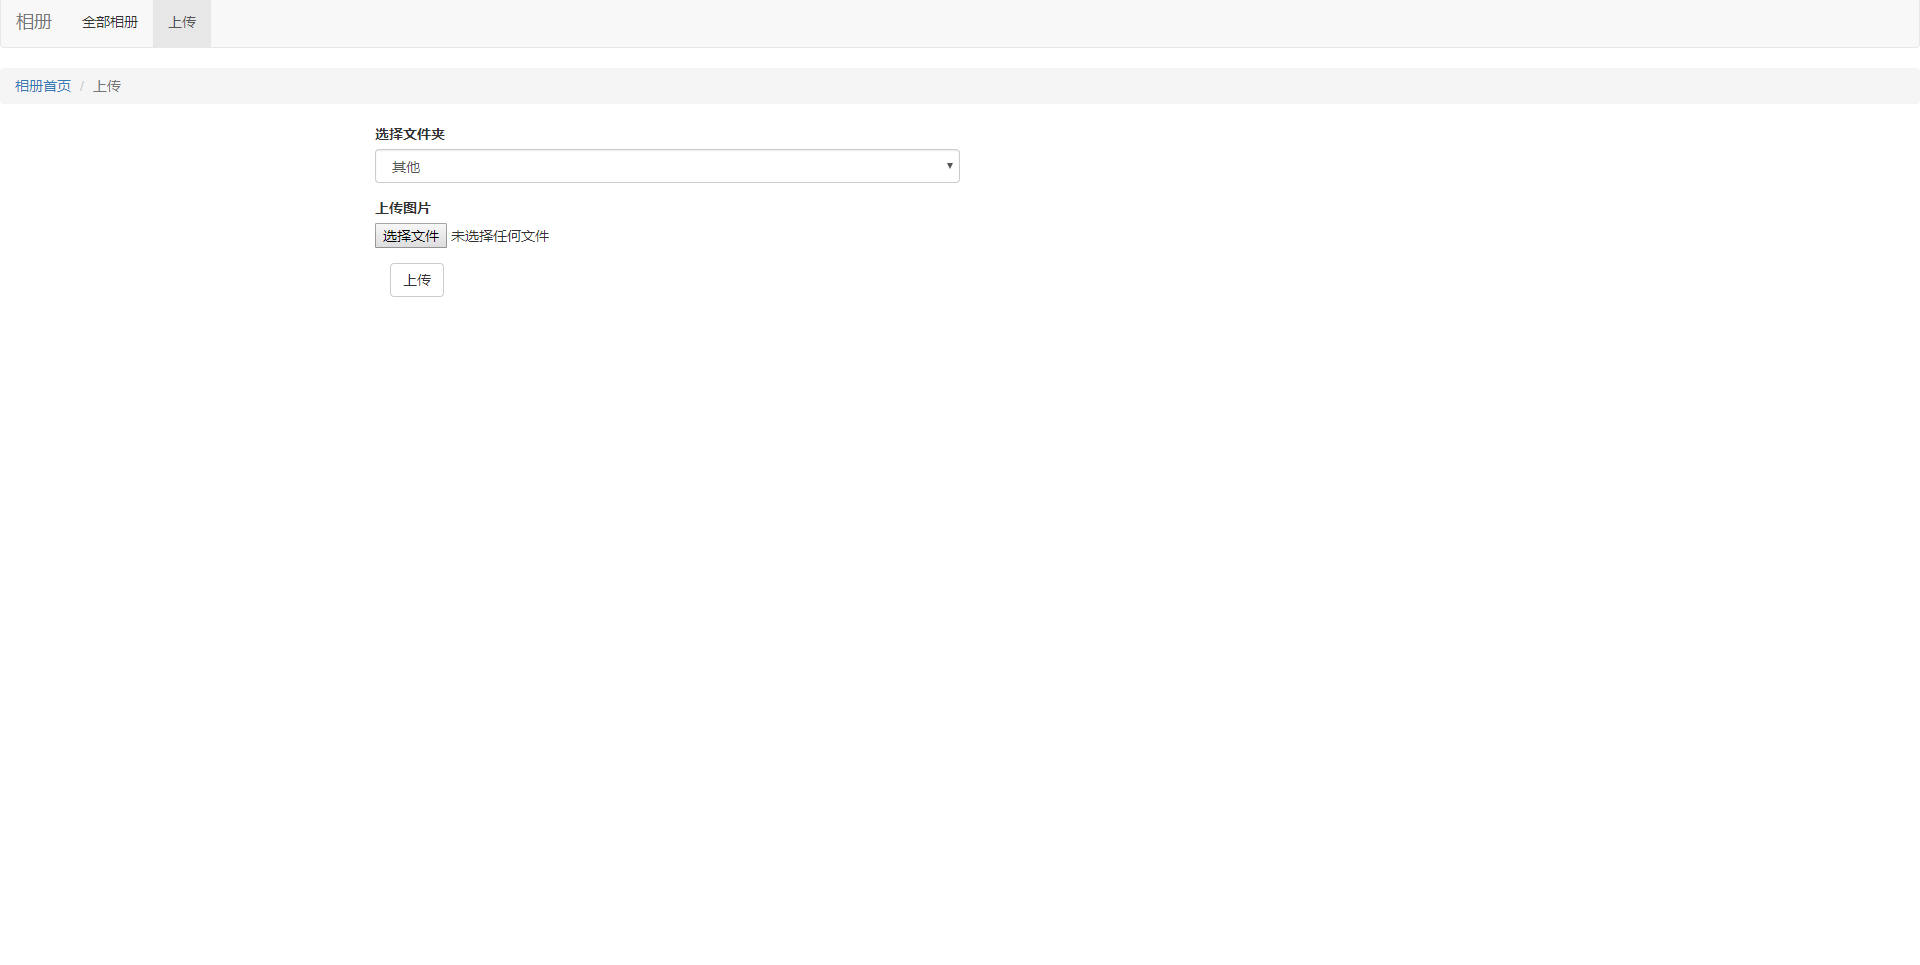 相册 全部相册 上传
相册首页 / 上传
选择文件夹
其他
上传图片
选择文件 未选择任何文件
上传